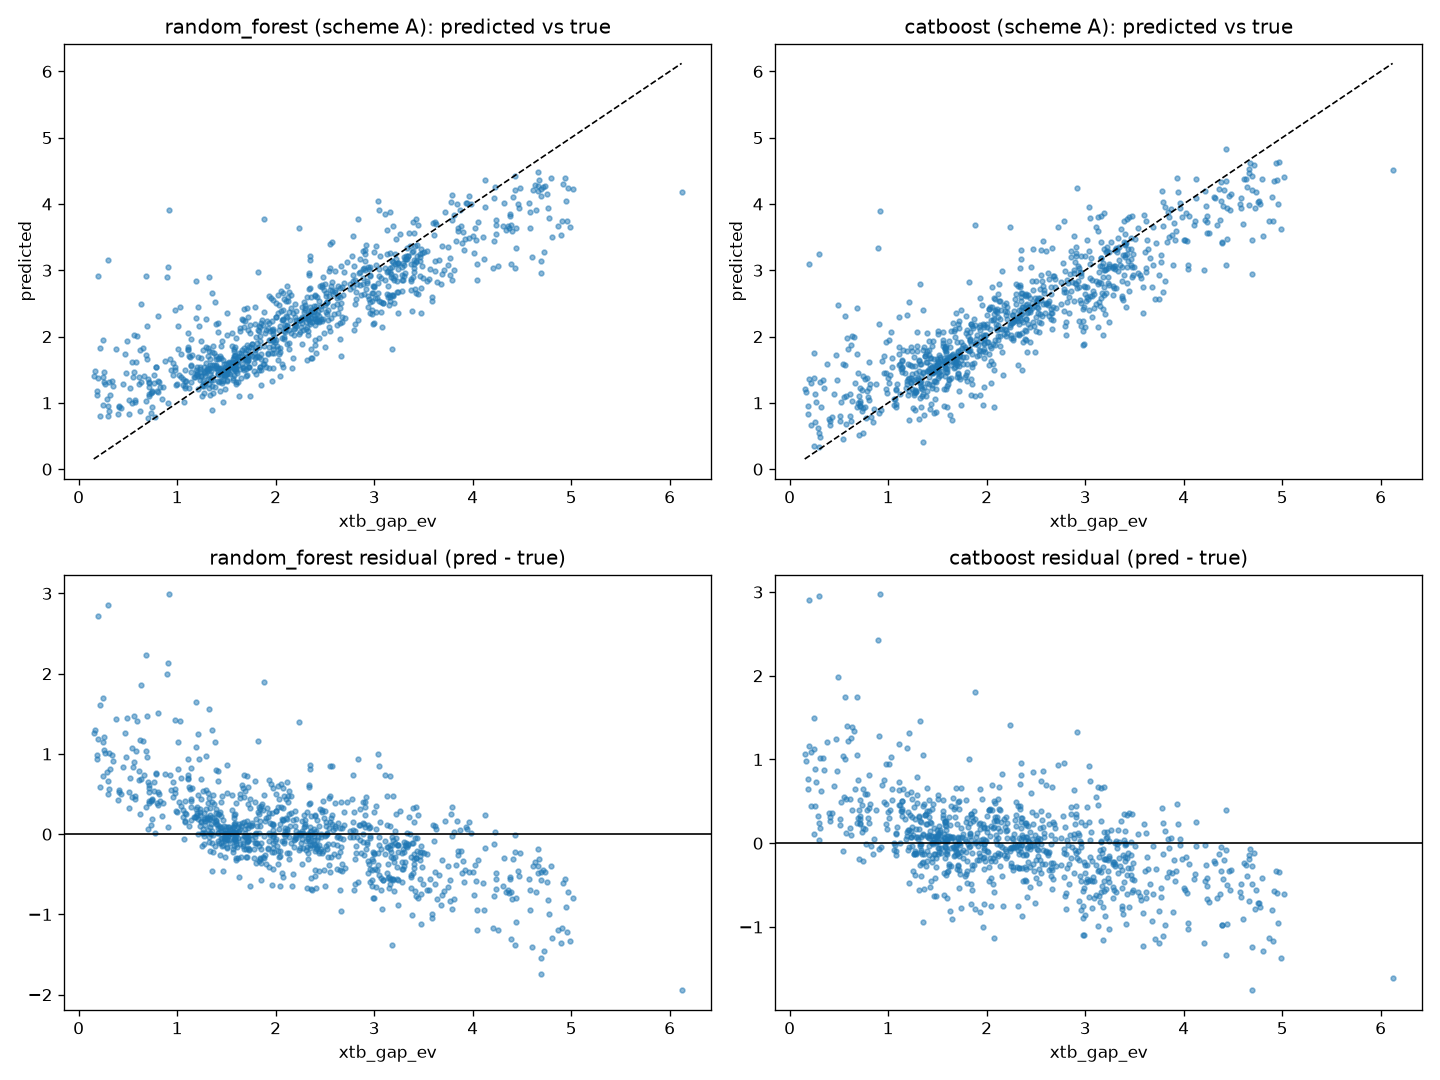 random_forest (scheme A): predicted vs true
catboost (scheme A): predicted vs true
6
5
4
3
2
1
0
predicted
0 1 2 3 4 5 6
xtb_gap_ev
6
5
4
3
2
1
0
predicted
0 1 2 3 4 5 6
xtb_gap_ev
random_forest residual (pred - true)
catboost residual (pred - true)
3
2
1
0
−1
−2
0 1 2 3 4 5 6
xtb_gap_ev
3
2
1
0
−1
0 1 2 3 4 5 6
xtb_gap_ev